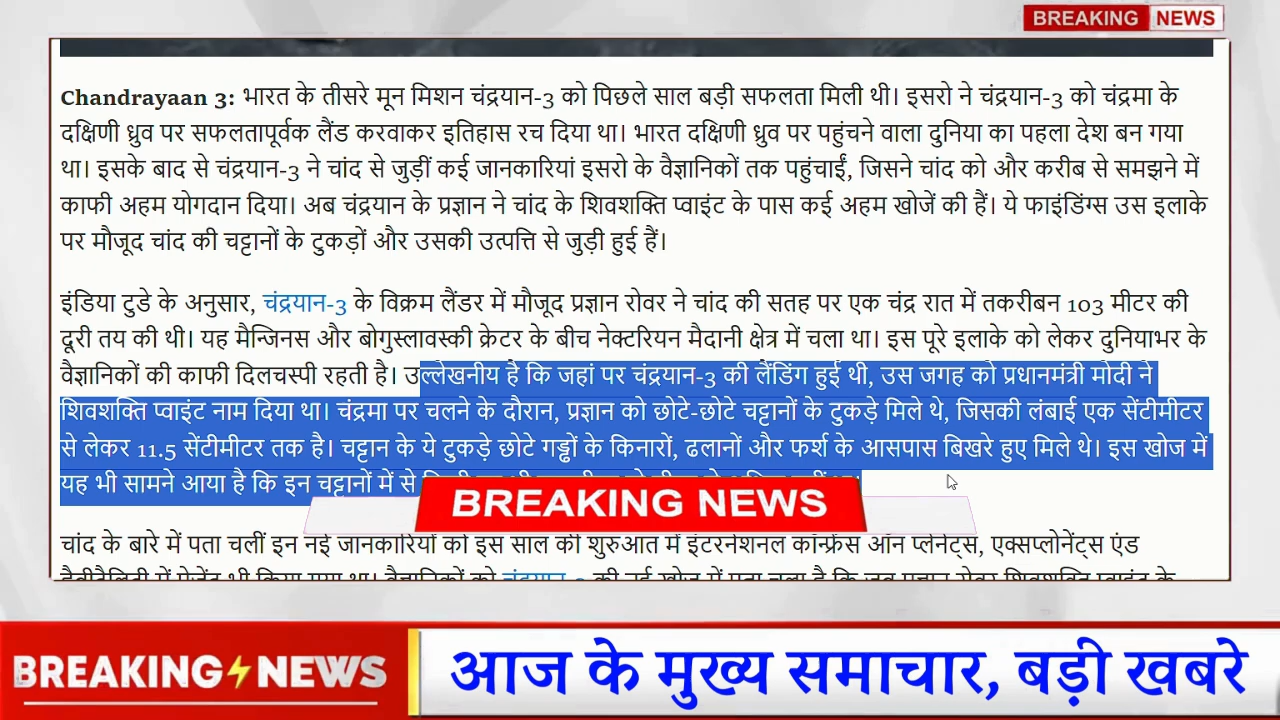 BREAKING NEWS
Chandrayaan 3: भारत के तीसरे मून मिशन चंद्रयान-3 को पिछले साल बड़ी सफलता मिली थी। इसरो ने चंद्रयान-3 को चंद्रमा के
दक्षिणी ध्रुव पर सफलतापूर्वक लैंड करवाकर इतिहास रच दिया था। भारत दक्षिणी ध्रुव पर पहुंचने वाला दुनिया का पहला देश बन गया
था। इसके बाद से चंद्रयान-3 ने चांद से जुड़ीं कई जानकारियां इसरो के वैज्ञानिकों तक पहुंचाईं, जिसने चांद को और करीब से समझने में
काफी अहम योगदान दिया। अब चंद्रयान के प्रज्ञान ने चांद के शिवशक्ति प्वाइंट के पास कई अहम खोजें की हैं। ये फाइंडिंग्स उस इलाके
पर मौजूद चांद की चट्टानों के टुकड़ों और उसकी उत्पत्ति से जुड़ी हुई हैं।
इंडिया टुडे के अनुसार, चंद्रयान-3 के विक्रम लैंडर में मौजूद प्रज्ञान रोवर ने चांद की सतह पर एक चंद्र रात में तकरीबन 103 मीटर की
दूरी तय की थी। यह मैन्जिनस और बोगुस्लावस्की क्रेटर के बीच नेक्टरियन मैदानी क्षेत्र में चला था। इस पूरे इलाके को लेकर दुनियाभर के
वैज्ञानिकों की काफी दिलचस्पी रहती है। उल्लेखनीय है कि जहां पर चंद्रयान-3 की लैंडिंग हुई थी, उस जगह को प्रधानमंत्री मोदी ने
शिवशक्ति प्वाइंट नाम दिया था। चंद्रमा पर चलने के दौरान, प्रज्ञान को छोटे-छोटे चट्टानों के टुकड़े मिले थे, जिसकी लंबाई एक सेंटीमीटर
से लेकर 11.5 सेंटीमीटर तक है। चट्टान के ये टुकड़े छोटे गड्ढों के किनारों, ढलानों और फर्श के आसपास बिखरे हुए मिले थे। इस खोज में
यह भी सामने आया है कि इन चट्टानों में से
BREAKING NEWS
चांद के बारे में पता चलीं इन नई जानकारियों को इस साल की शुरुआत में इंटरनेशनल कॉन्फ्रेंस ऑन प्लेनेट्स, एक्सप्लोनेंट्स एंड
BREAKING NEWS
आज के मुख्य समाचार, बड़ी खबरे